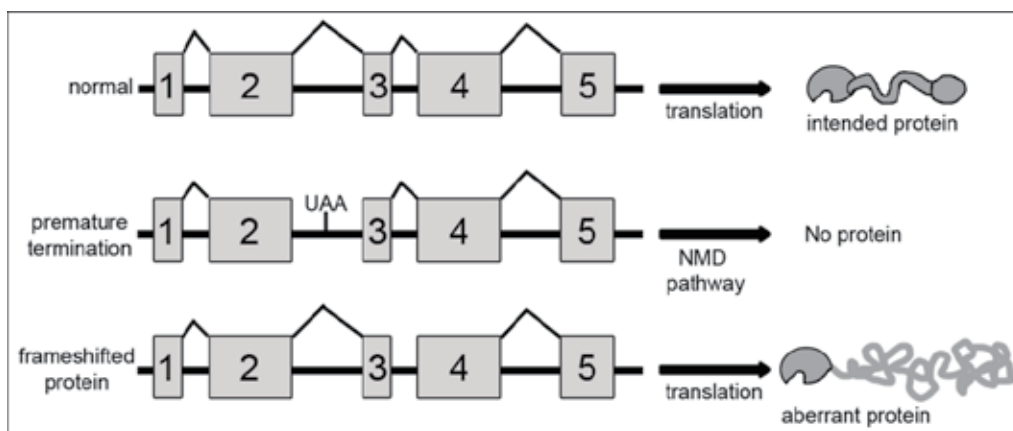 normal
1 2 3 4 5
translation
intended protein
premature
termination
1 2 UAA 3 4 5
NMD
pathway
No protein
frameshifted
protein
1 2 3 4 5
translation
aberrant protein